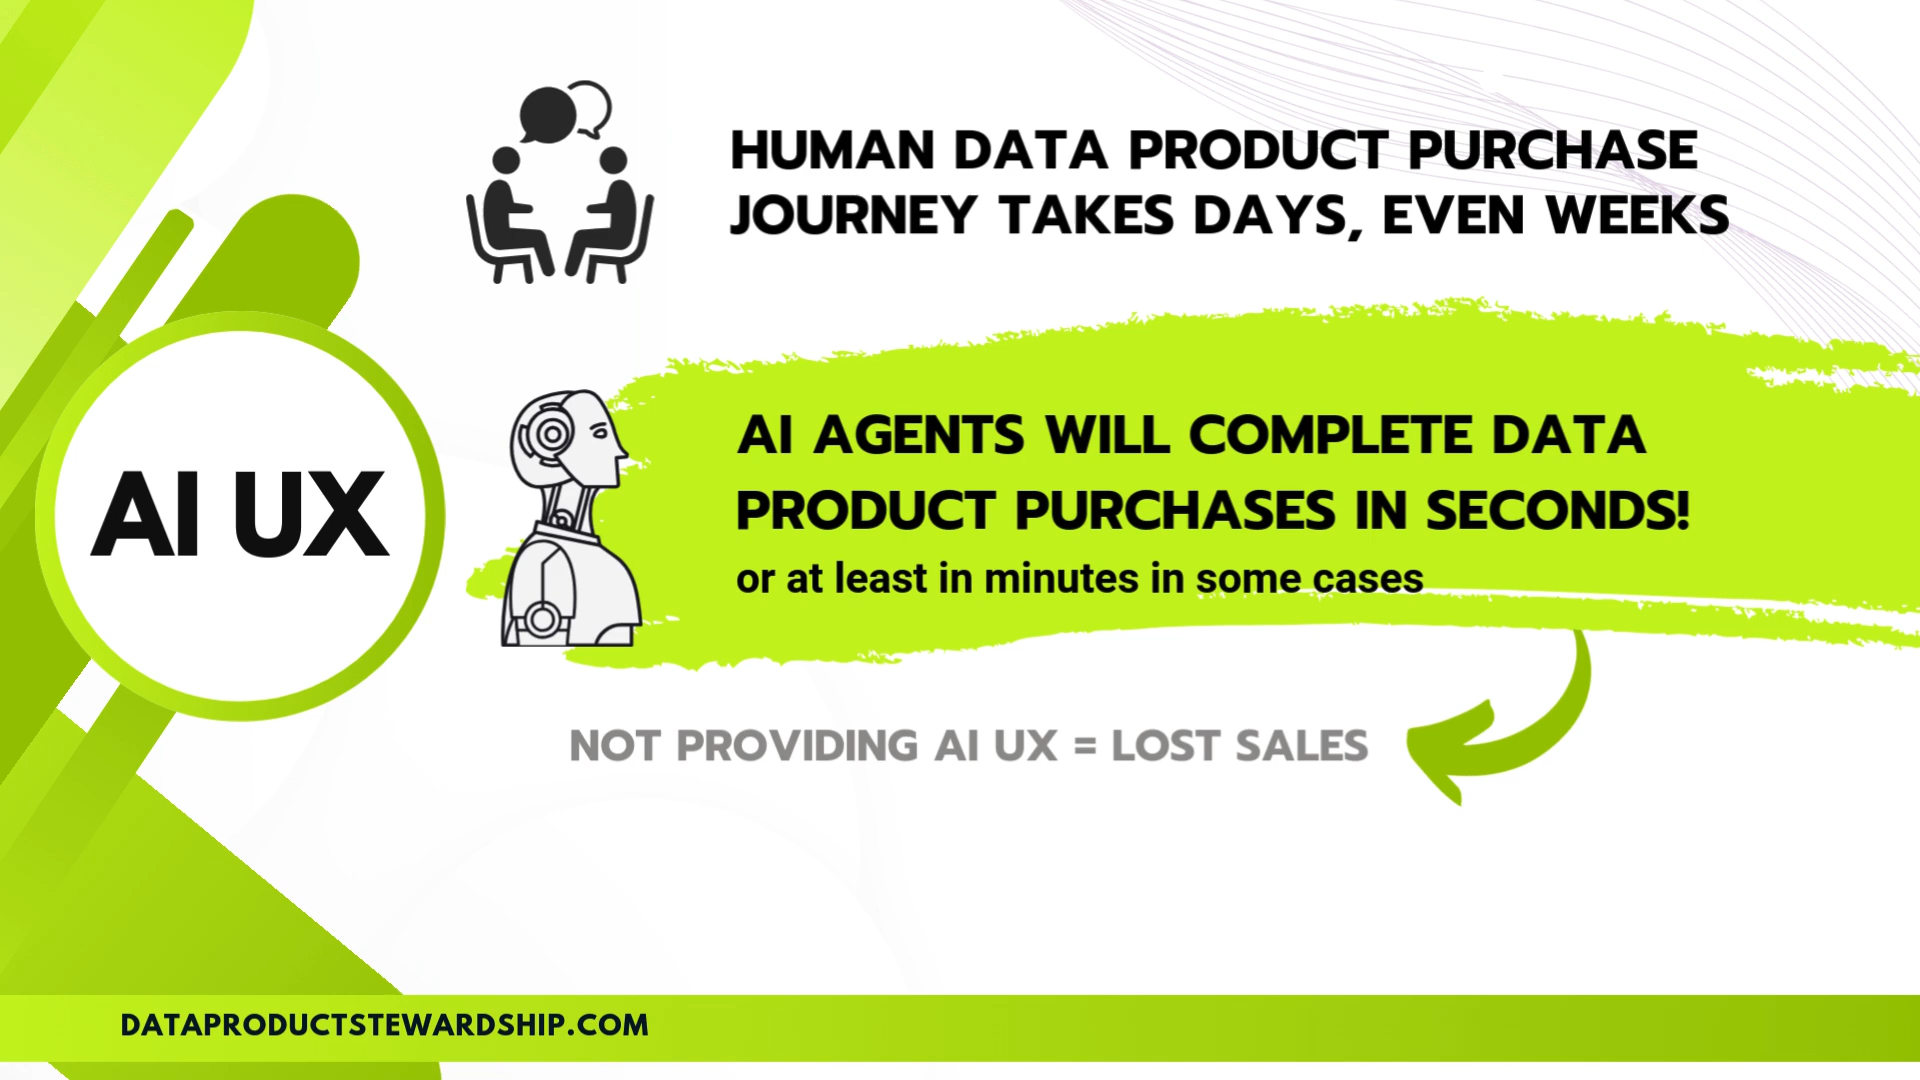 HUMAN DATA PRODUCT PURCHASE
JOURNEY TAKES DAYS, EVEN WEEKS
AI UX
AI AGENTS WILL COMPLETE DATA
PRODUCT PURCHASES IN SECONDS!
or at least in minutes in some cases
NOT PROVIDING AI UX = LOST SALES
DATAPRODUCTSTEWARDSHIP.COM